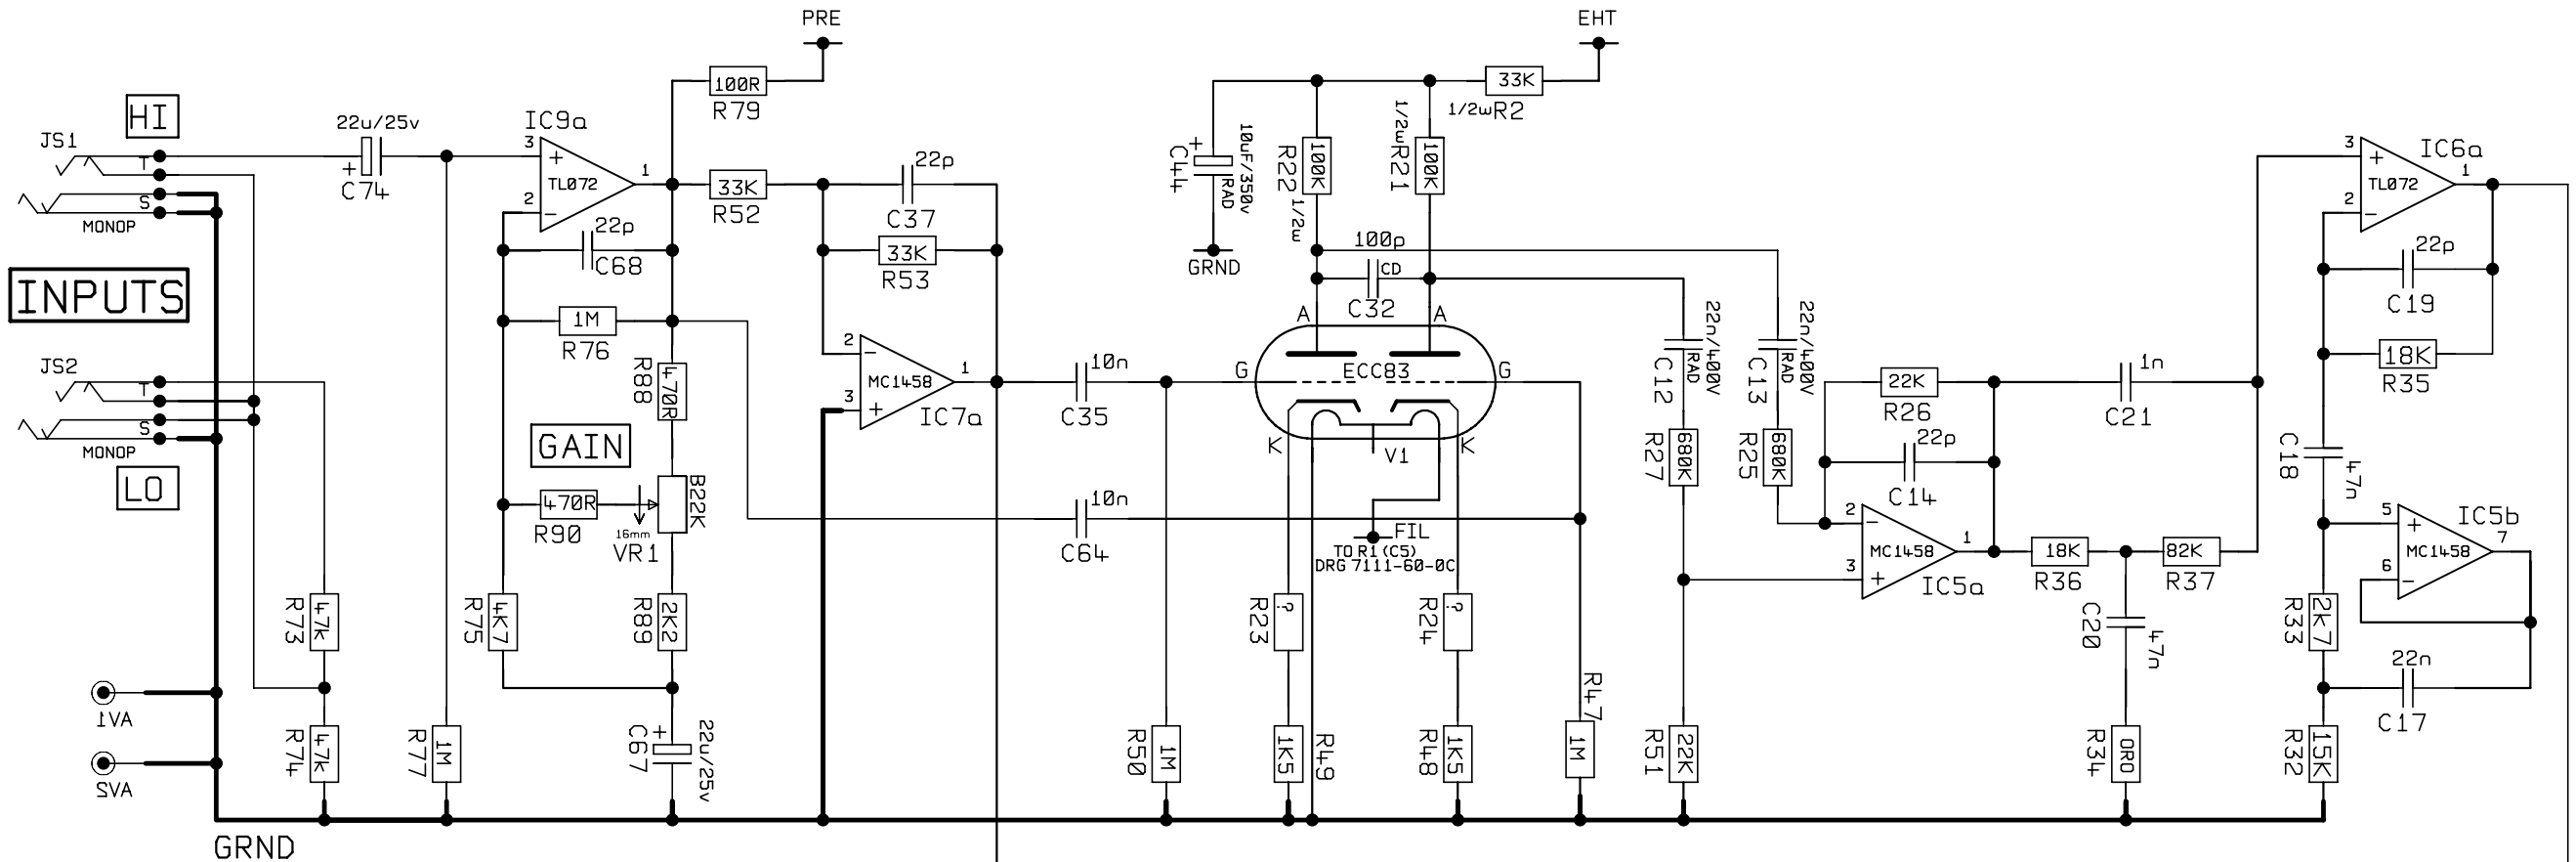 PRE
EHT
HI
JS1
T
S
MONOP
22u/25v
+
C74
IC9a
3
+
TL072
1
2
−
100R
R79
33K
R52
22p
C37
22p
C68
33K
R53
INPUTS
1M
R76
JS2
T
S
MONOP
LO
R88
470R
GAIN
470R
R90
16mm
VR1
B22K
2
−
MC1458
1
3
+
IC7a
R73
47k
R74
47k
R77
1M
R75
4K7
R89
2K2
C67
+
22u/25v
AV1
AV2
GRND
10n
C35
10n
C64
R50
1M
33K
1/2w
R2
C44
+
10uF/350v
RAD
GRND
R22
100K
1/2w
1/2w
R21
100K
100p
CD
C32
A
A
G
ECC83
G
K
V1
K
FIL
TO R1 (C5)
DRG 7111-60-0C
R23
?
1K5
R49
R24
?
R48
1K5
R47
1M
22n/400V
RAD
C12
R27
680K
22n/400V
RAD
C13
R25
680K
R51
22K
22K
R26
22p
C14
2
−
MC1458
1
3
+
IC5a
1n
C21
18K
R36
82K
R37
C20
47n
R34
0R0
3
+
TL072
1
2
−
IC6a
22p
C19
18K
R35
C18
47n
5
+
MC1458
7
6
−
IC5b
R33
2K7
22n
C17
R32
15K